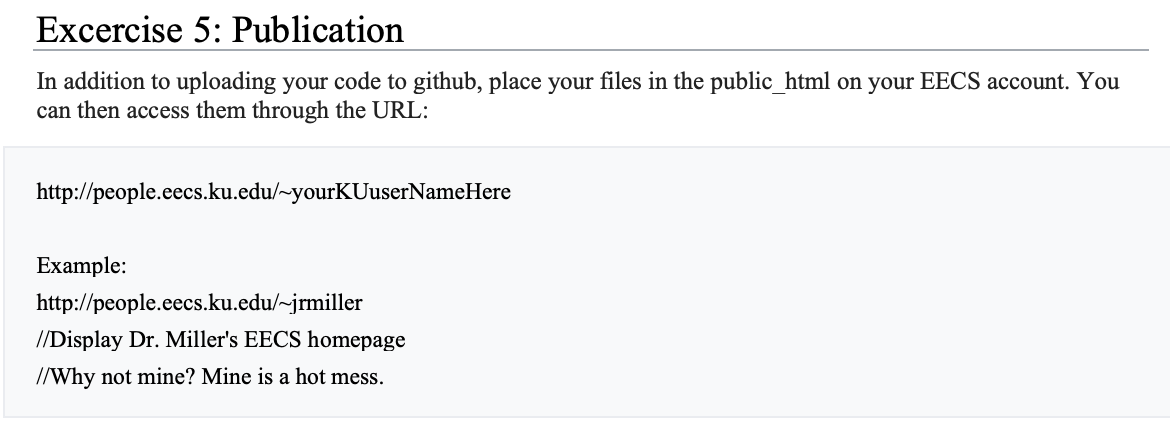 Excercise 5: Publication
In addition to uploading your code to github, place your files in the public_html on your EECS account. You
can then access them through the URL:
http://people.eecs.ku.edu/~yourKUuserNameHere
Example:
http://people.eecs.ku.edu/~jrmiller
//Display Dr. Miller's EECS homepage
//Why not mine? Mine is a hot mess.